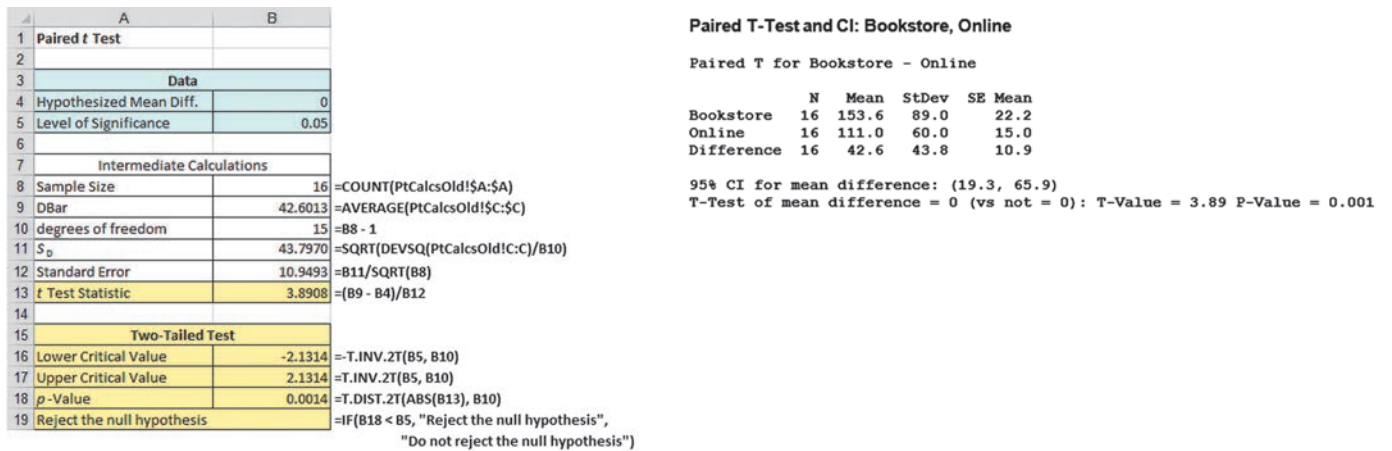 A B
1 Paired t Test
2
3 Data
4 Hypothesized Mean Diff. 0
5 Level of Significance 0.05
6
7 Intermediate Calculations
8 Sample Size 16 =COUNT(PtCalcsOld!$A:$A)
9 DBar 42.6013 =AVERAGE(PtCalcsOld!$C:$C)
10 degrees of freedom 15 =B8 - 1
11 S_D 43.7970 =SQRT(DEVSQ(PtCalcsOld!C:C)/B10)
12 Standard Error 10.9493 =B11/SQRT(B8)
13 t Test Statistic 3.8908 =(B9 - B4)/B12
14
15 Two-Tailed Test
16 Lower Critical Value -2.1314 =-T.INV.2T(B5, B10)
17 Upper Critical Value 2.1314 =T.INV.2T(B5, B10)
18 p-Value 0.0014 =T.DIST.2T(ABS(B13), B10)
19 Reject the null hypothesis =IF(B18 < B5, "Reject the null hypothesis",
"Do not reject the null hypothesis")
Paired T-Test and CI: Bookstore, Online
Paired T for Bookstore - Online
N Mean StDev SE Mean
Bookstore 16 153.6 89.0 22.2
Online 16 111.0 60.0 15.0
Difference 16 42.6 43.8 10.9
95% CI for mean difference: (19.3, 65.9)
T-Test of mean difference = 0 (vs not = 0): T-Value = 3.89 P-Value = 0.001